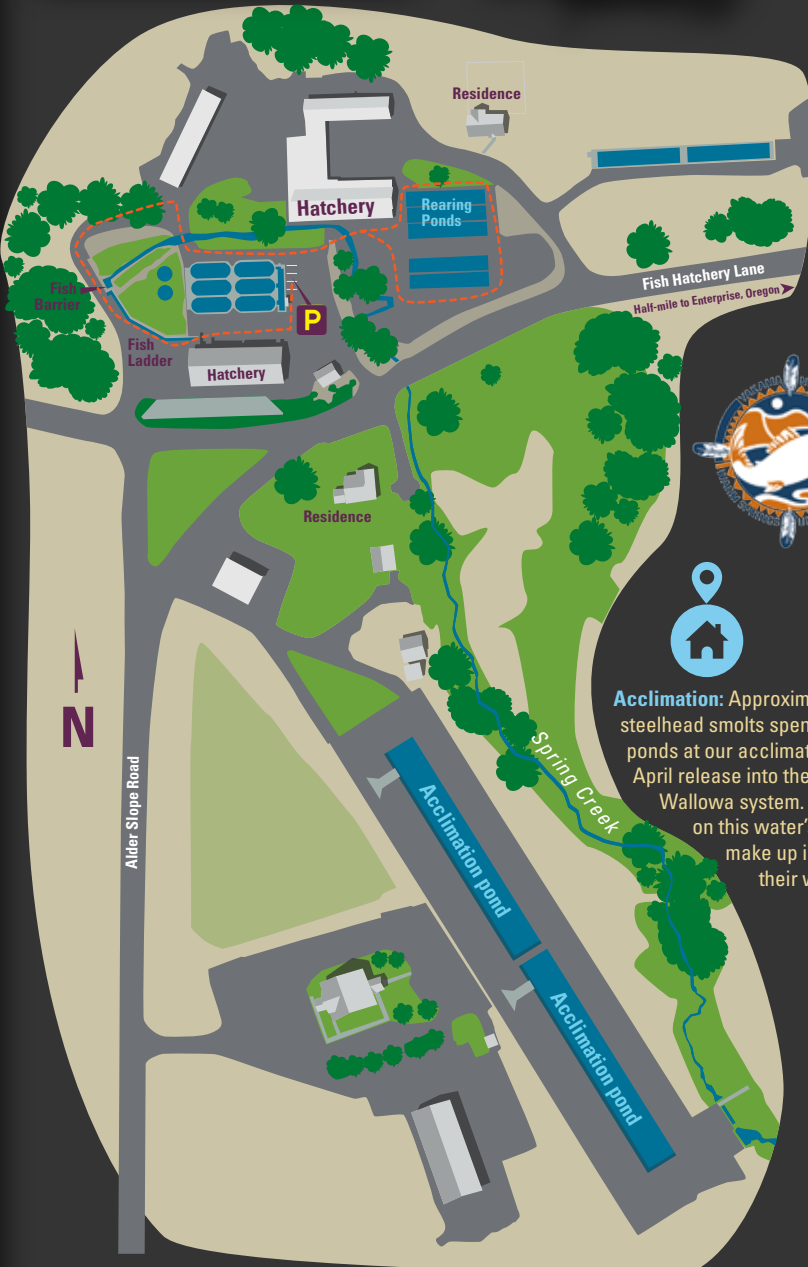 Residence
Hatchery
Rearing
Ponds
Fish
Barrier
P
Fish
Ladder
Hatchery
Fish Hatchery Lane
Half-mile to Enterprise, Oregon
Residence
N
Alder Slope Road
Spring Creek
Acclimation pond
Acclimation pond
WARM SPRINGS
Acclimation: Approxim
steelhead smolts spen
ponds at our acclimat
April release into the
Wallowa system.
on this water'
make up i
their w